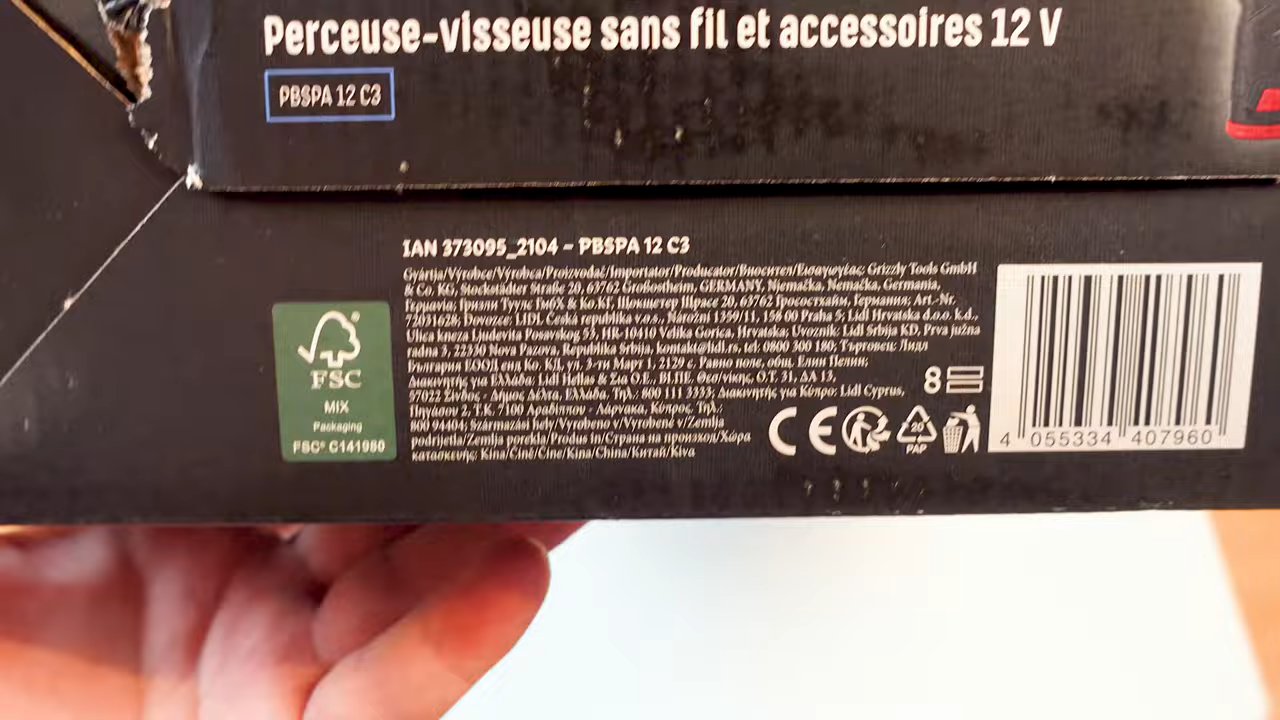 Perceuse-visseuse sans fil et accessoires 12 V
PBSPA 12 C3
IAN 373095_2104 – PBSPA 12 C3
Gyártja/Výrobce/Výrobca/Proizvođač/Importator/Producator/Вносител/Εισαγωγέας: Grizzly Tools GmbH
& Co. KG, Stockstädter Straße 20, 63762 Großostheim, GERMANY, Njemačka, Nemačka, Germania,
Германия; Гризли Туулс ГмбХ & Ко.КГ, Щокщетер Щрасе 20, 63762 Гросостхайм, Германия; Art.-Nr.
72031628; Dovozce: LIDL Česká republika v.o.s., Nárožní 1359/11, 158 00 Praha 5; Lidl Hrvatska d.o.o. k.d.,
Ulica kneza Ljudevita Posavskog 53, HR-10410 Velika Gorica, Hrvatska; Uvoznik: Lidl Srbija KD, Prva južna
radna 3, 22330 Nova Pazova, Republika Srbija, kontakt@lidl.rs, tel: 0800 300 180; Търговец: Лидл
България ЕООД енд Ко. КД, ул. 3-ти Март 1, 2129 с. Равно поле, общ. Елин Пелин;
Διακινητής για Ελλάδα: Lidl Hellas & Σια Ο.Ε., ΒΙ.ΠΕ. Θεσ/νίκης, Ο.Τ. 31, ΔΑ 13,
57022 Σίνδος - Δήμος Δέλτα, Ελλάδα, Τηλ: 800 111 3333; Διακινητής για Κύπρο: Lidl Cyprus,
Πηγάσου 2, Τ.Κ. 7100 Αραδίππου - Λάρνακα, Κύπρος, Τηλ.:
800 94404; Származási hely/Vyrobeno v/Vyrobené v/Zemlja
podrijetla/Zemlja porekla/Produs in/Страна на произход/Χώρα
κατασκευής: Kína/Čině/Čine/Kina/China/Китай/Κίνα
FSC
MIX
Packaging
FSC® C141980
8
CE
20
PAP
4 055334 407960